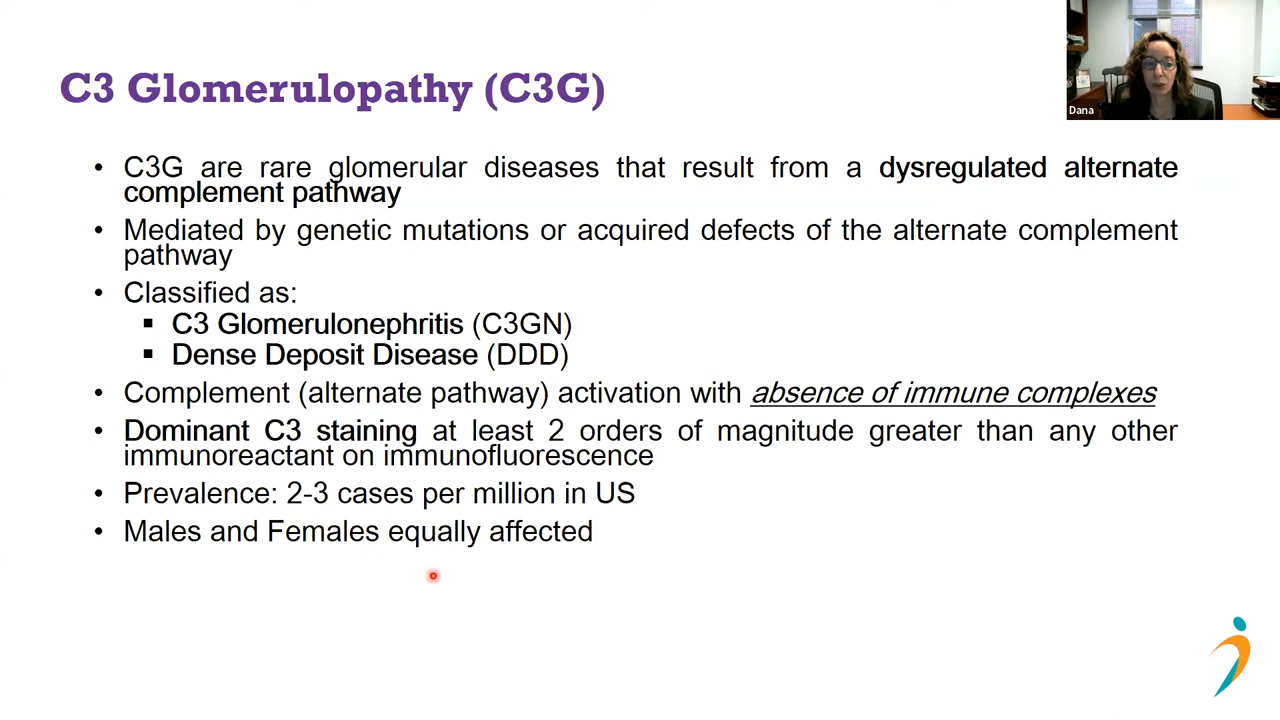 C3 Glomerulopathy (C3G)
Dana
• C3G are rare glomerular diseases that result from a dysregulated alternate
complement pathway
• Mediated by genetic mutations or acquired defects of the alternate complement
pathway
• Classified as:
▪ C3 Glomerulonephritis (C3GN)
▪ Dense Deposit Disease (DDD)
• Complement (alternate pathway) activation with absence of immune complexes
• Dominant C3 staining at least 2 orders of magnitude greater than any other
immunoreactant on immunofluorescence
• Prevalence: 2-3 cases per million in US
• Males and Females equally affected